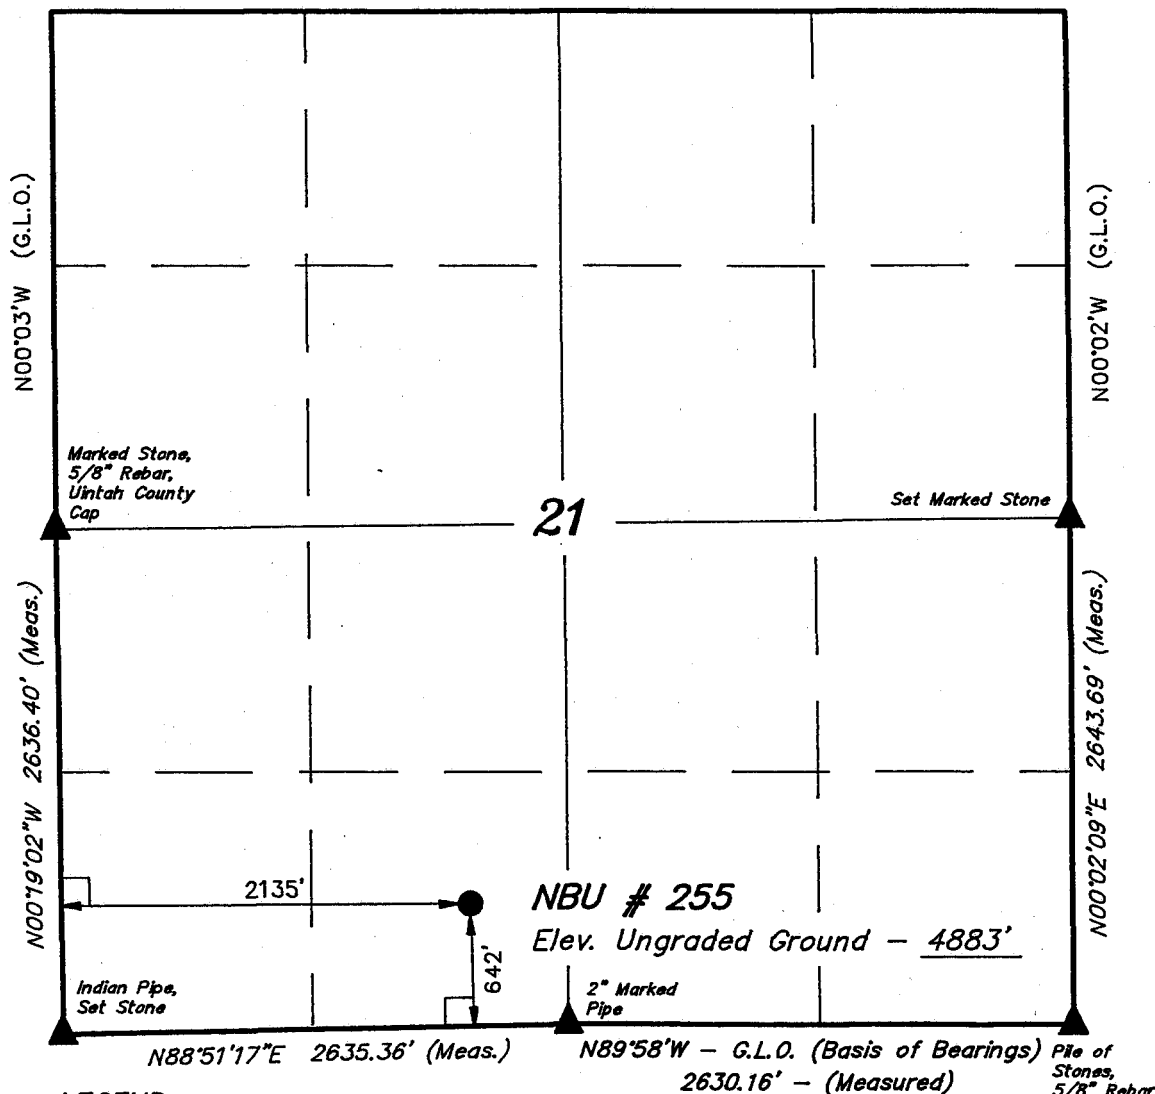 N00°03'W (G.L.O.)
N00°02'W (G.L.O.)
Marked Stone,
5/8" Rebar,
Uintah County
Cap
21
Set Marked Stone
N00°19'02"W 2636.40' (Meas.)
N00°02'09"E 2643.69' (Meas.)
2135'
NBU # 255
Elev. Ungraded Ground - 4883'
642'
Indian Pipe,
Set Stone
2" Marked
Pipe
N88°51'17"E 2635.36' (Meas.)
N89°58'W - G.L.O. (Basis of Bearings)
2630.16' - (Measured)
Pile of
Stones,
5/8" Rebar